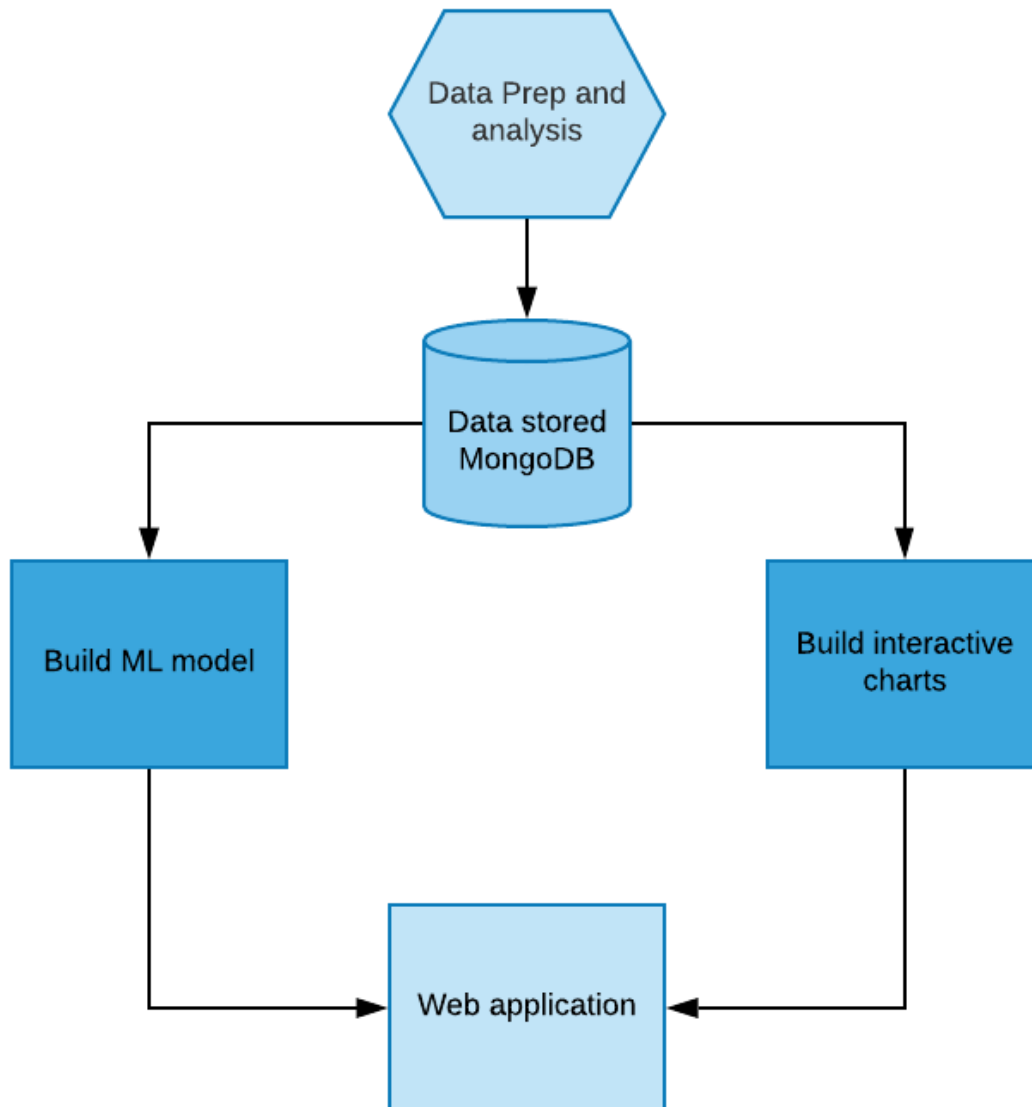 Data Prep and
analysis
Data stored
MongoDB
Build ML model
Build interactive
charts
Web application